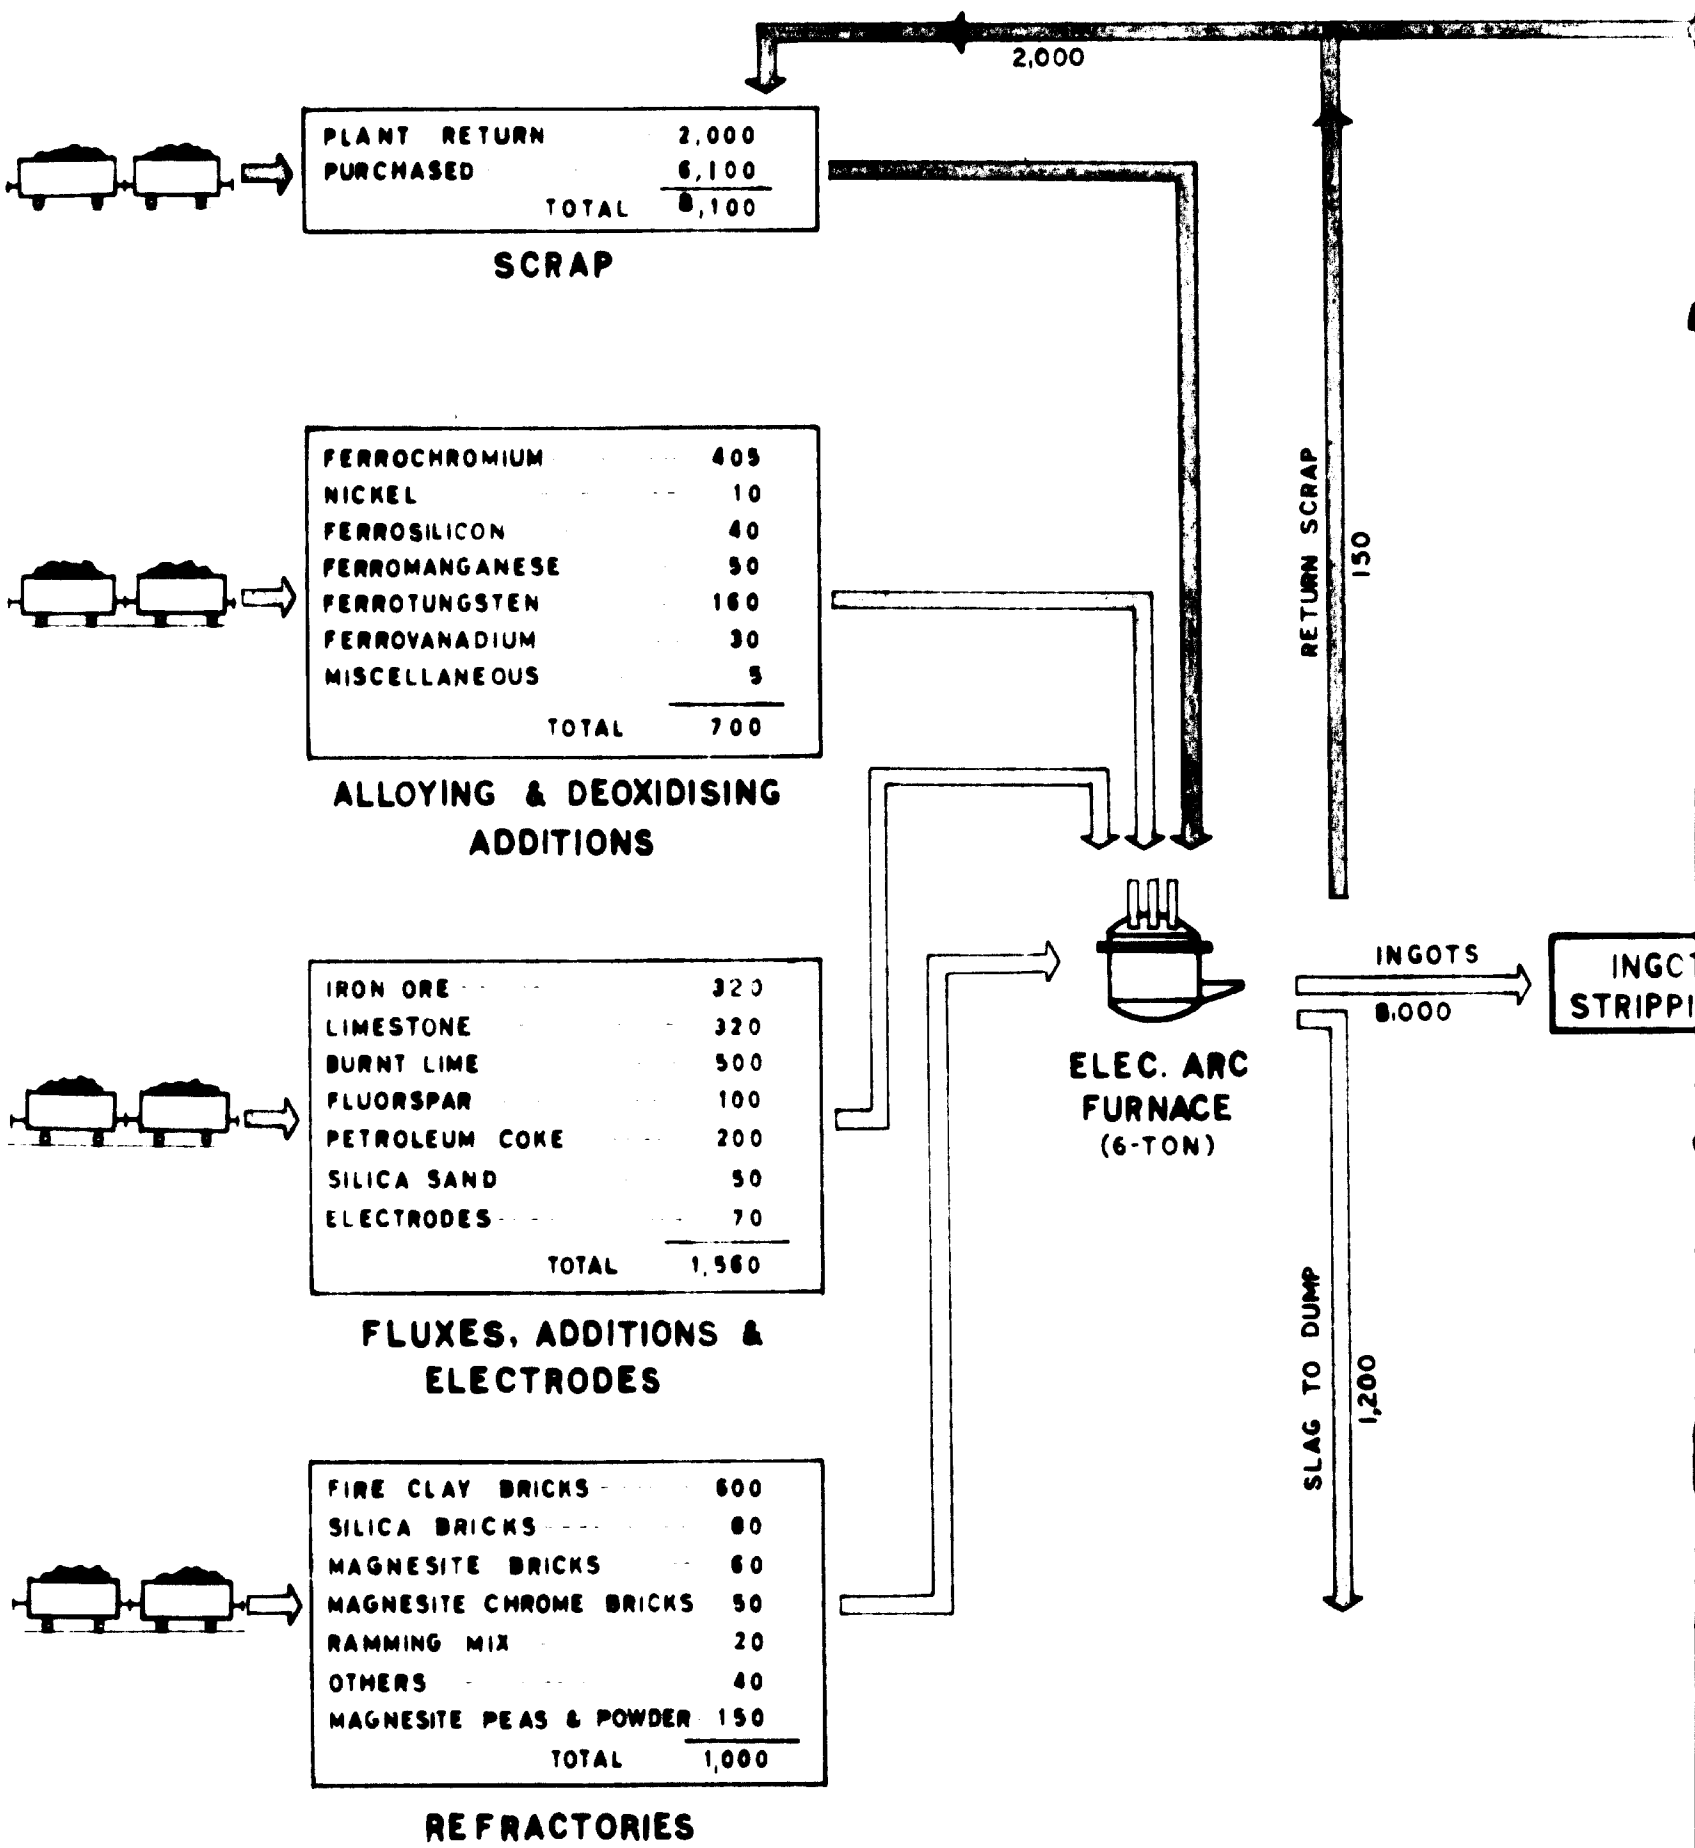 2,000
PLANT RETURN 2,000
PURCHASED 6,100
TOTAL 8,100
SCRAP
FERROCHROMIUM 405
NICKEL 10
FERROSILICON 40
FERROMANGANESE 50
FERROTUNGSTEN 160
FERROVANADIUM 30
MISCELLANEOUS 5
TOTAL 700
ALLOYING & DEOXIDISING
ADDITIONS
RETURN SCRAP
150
IRON ORE 320
LIMESTONE 320
BURNT LIME 500
FLUORSPAR 100
PETROLEUM COKE 200
SILICA SAND 50
ELECTRODES 70
TOTAL 1,560
FLUXES, ADDITIONS &
ELECTRODES
ELEC. ARC
FURNACE
(6-TON)
INGOTS
8,000
INGOT
STRIPPI
SLAG TO DUMP
1,200
FIRE CLAY BRICKS 600
SILICA BRICKS 80
MAGNESITE BRICKS 60
MAGNESITE CHROME BRICKS 50
RAMMING MIX 20
OTHERS 40
MAGNESITE PEAS & POWDER 150
TOTAL 1,000
REFRACTORIES